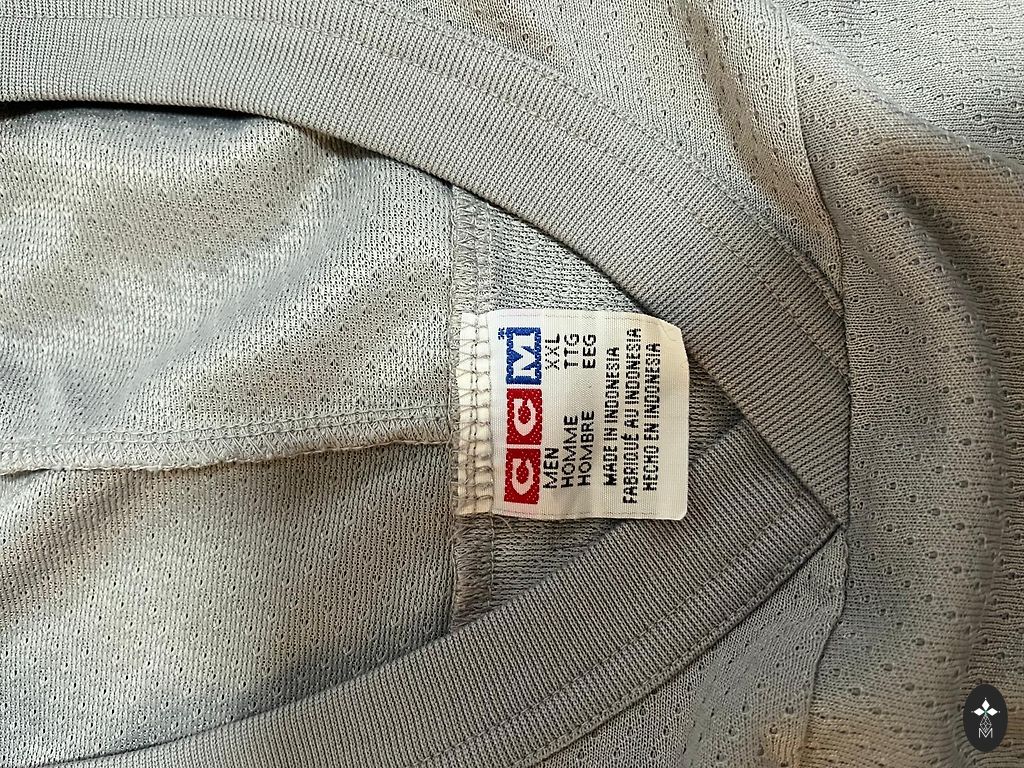 CCM
MEN XXL
HOMME TTG
HOMBRE EEG
MADE IN INDONESIA
FABRIQUÉ AU INDONESIA
HECHO EN INDONESIA
M